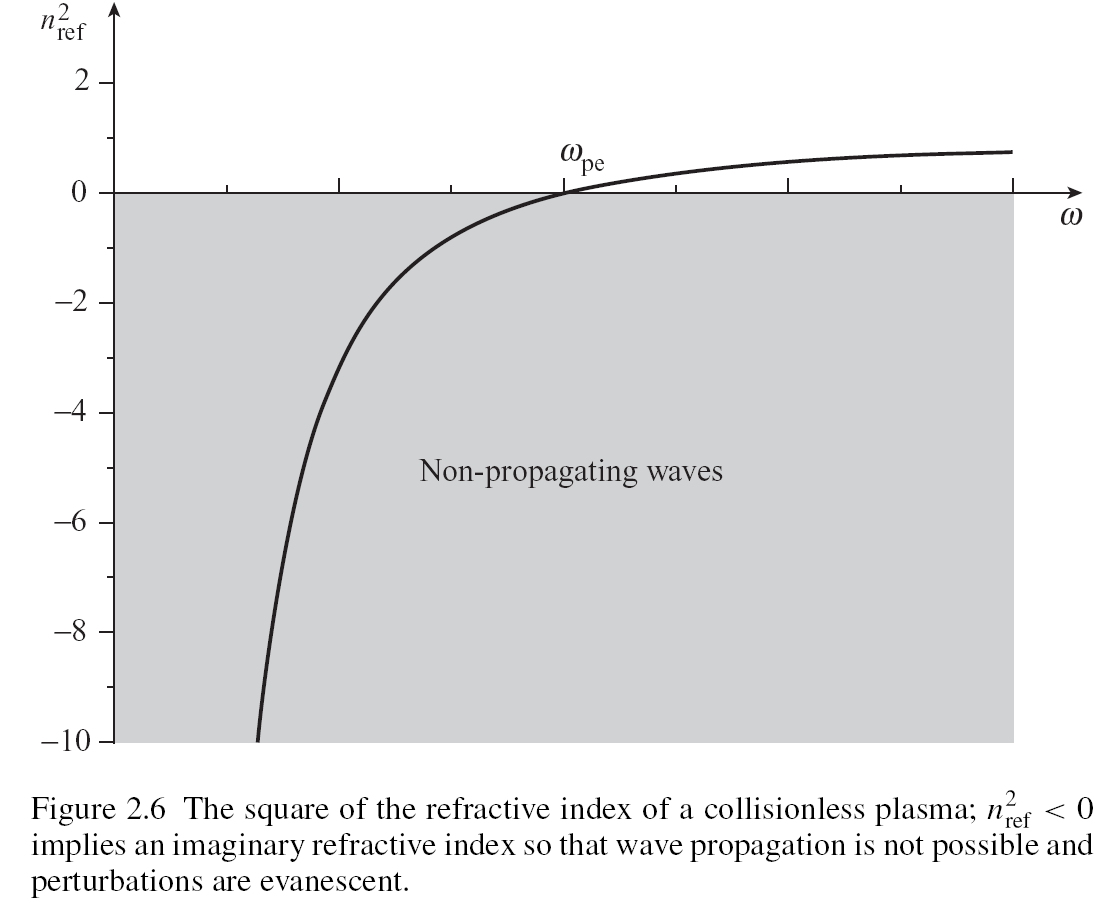 n²ref
2
ωpe
0
ω
−2
−4
Non-propagating waves
−6
−8
−10
Figure 2.6 The square of the refractive index of a collisionless plasma; n²ref < 0
implies an imaginary refractive index so that wave propagation is not possible and
perturbations are evanescent.